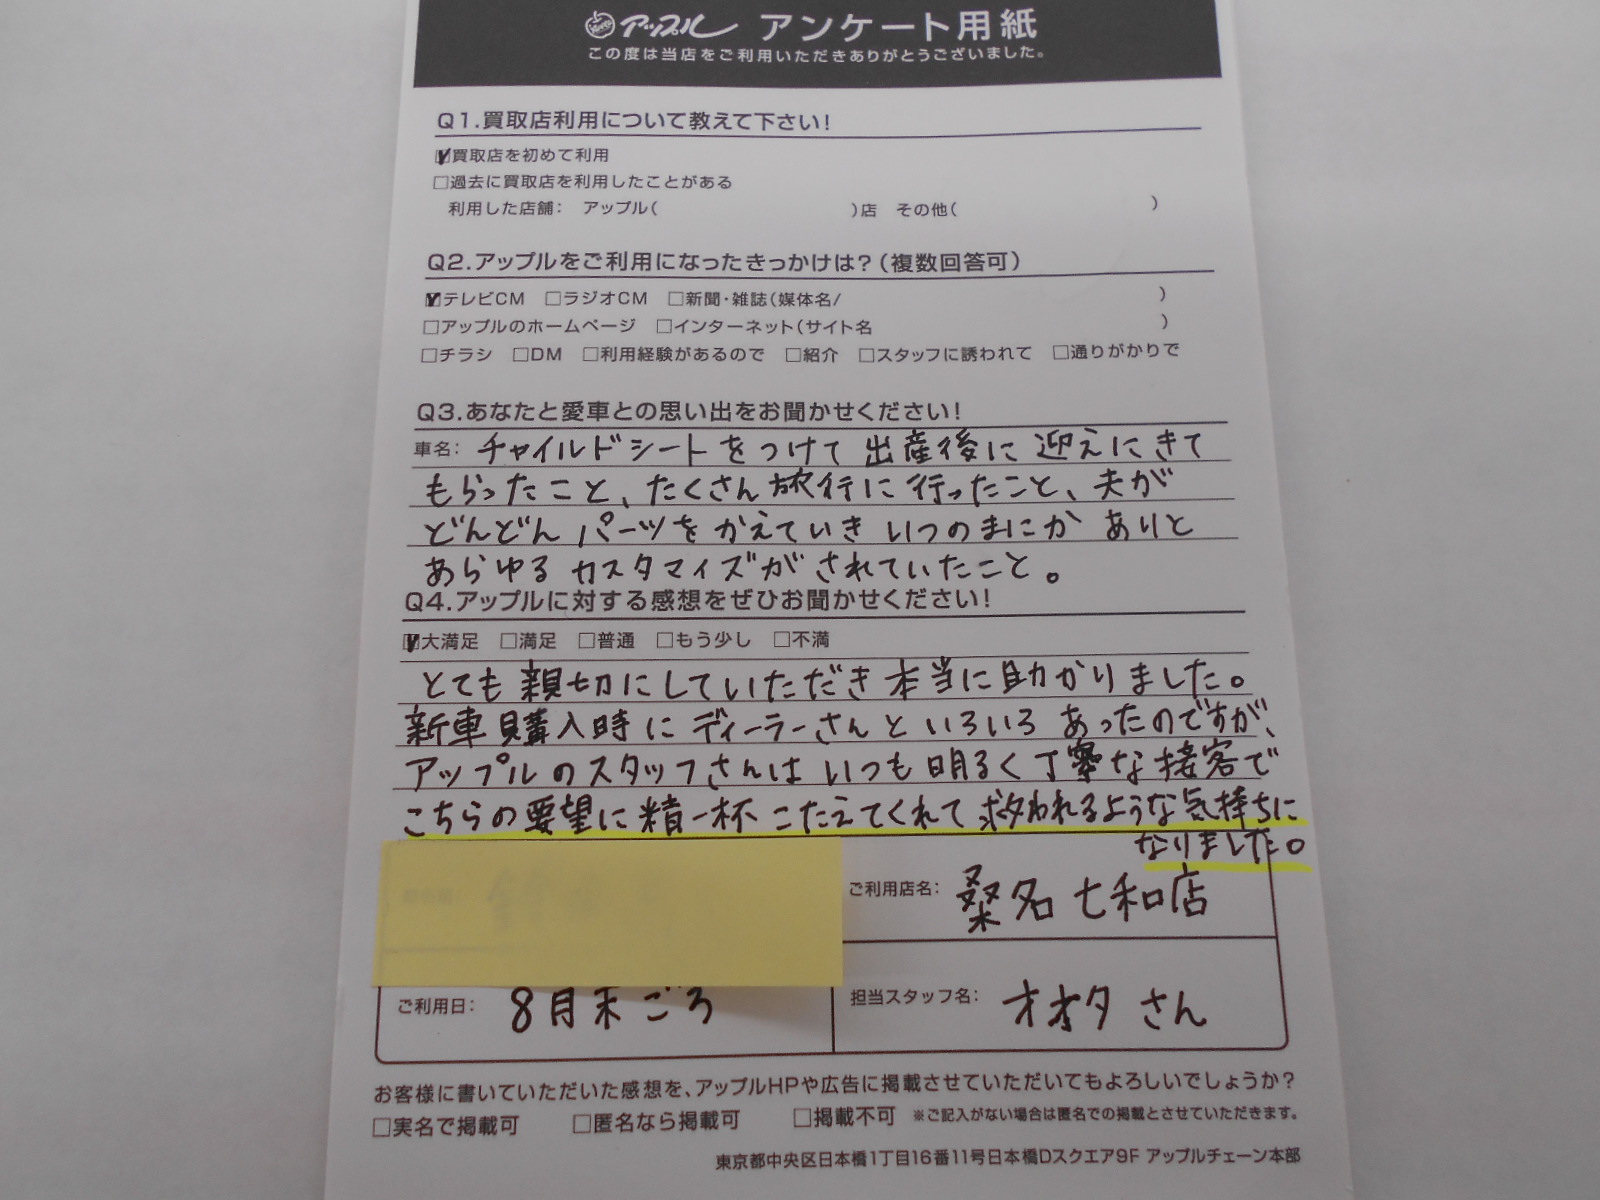 アップル アンケート用紙
この度は当店をご利用いただきありがとうございました。
Q1.買取店利用について教えて下さい!
☑買取店を初めて利用
□過去に買取店を利用したことがある
利用した店舗: アップル( )店 その他( )
Q2.アップルをご利用になったきっかけは?(複数回答可)
☑テレビCM □ラジオCM □新聞・雑誌(媒体名/ )
□アップルのホームページ □インターネット(サイト名 )
□チラシ □DM □利用経験があるので □紹介 □スタッフに誘われて □通りがかりで
Q3.あなたと愛車との思い出をお聞かせください!
車名: チャイルドシートをつけて出産後に迎えにきて
もらったこと、たくさん旅行に行ったこと、夫が
どんどんパーツをかえていきいつのまにかありと
あらゆるカスタマイズがされていたこと。
Q4.アップルに対する感想をぜひお聞かせください!
☑大満足 □満足 □普通 □もう少し □不満
とても親切にしていただき本当に助かりました。
新車購入時にディーラーさんといろいろあったのですが、
アップルのスタッフさんはいつも明るく丁寧な接客で
こちらの要望に精一杯こたえてくれて救われるような気持ちに
なりました。
ご利用店名: 桑名七和店
ご利用日: 8月末ごろ
担当スタッフ名: オオタさん
お客様に書いていただいた感想を、アップルHPや広告に掲載させていただいてもよろしいでしょうか?
□実名で掲載可 □匿名なら掲載可 □掲載不可 ※ご記入がない場合は匿名での掲載とさせていただきます。
東京都中央区日本橋1丁目16番11号日本橋Dスクエア9F アップルチェーン本部